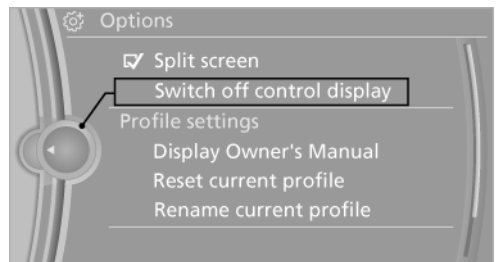 Options
Split screen
Switch off control display
Profile settings
Display Owner's Manual
Reset current profile
Rename current profile